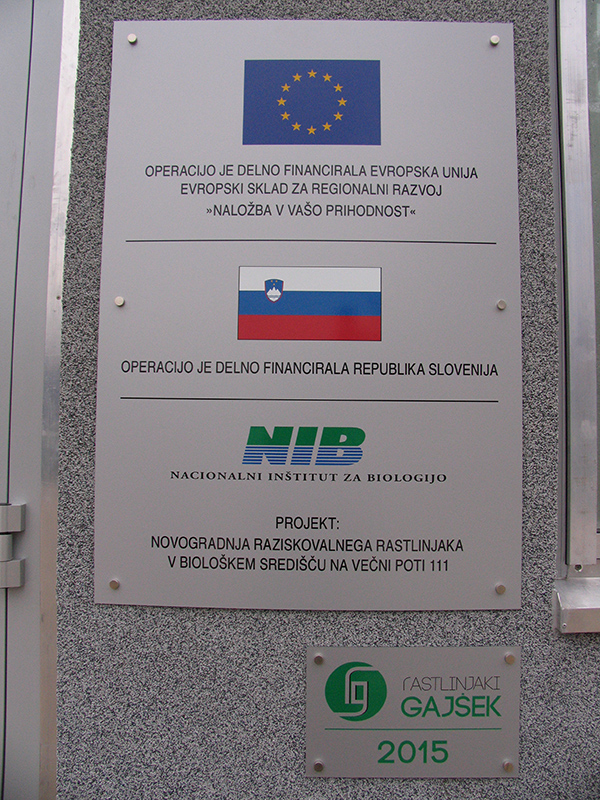 OPERACIJO JE DELNO FINANCIRALA EVROPSKA UNIJA
EVROPSKI SKLAD ZA REGIONALNI RAZVOJ
»NALOŽBA V VAŠO PRIHODNOST«
OPERACIJO JE DELNO FINANCIRALA REPUBLIKA SLOVENIJA
NIB
NACIONALNI INŠTITUT ZA BIOLOGIJO
PROJEKT:
NOVOGRADNJA RAZISKOVALNEGA RASTLINJAKA
V BIOLOŠKEM SREDIŠČU NA VEČNI POTI 111
RASTLINJAKI
GAJŠEK
2015